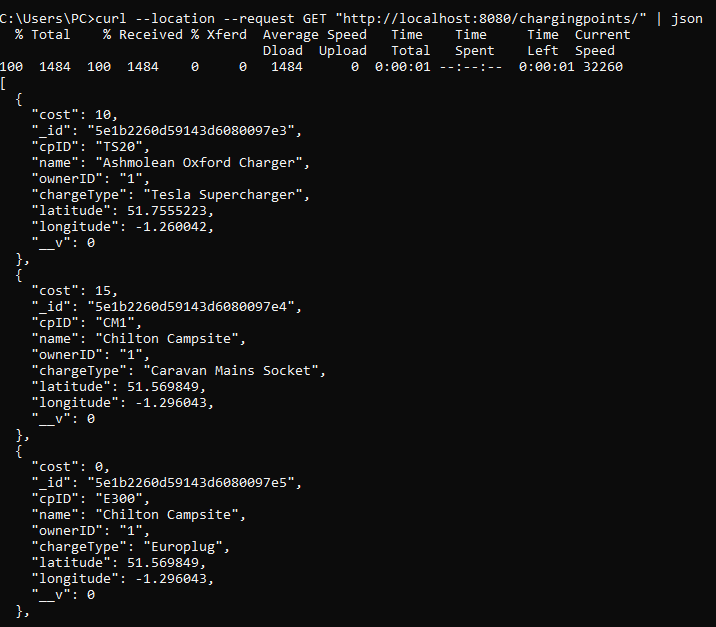 C:\Users\PC>curl --location --request GET "http://localhost:8080/chargingpoints/" | json
  % Total    % Received % Xferd  Average Speed   Time    Time     Time  Current
                                 Dload  Upload   Total   Spent    Left  Speed
100  1484  100  1484    0     0   1484      0  0:00:01 --:--:--  0:00:01 32260
[
  {
    "cost": 10,
    "_id": "5e1b2260d59143d6080097e3",
    "cpID": "TS20",
    "name": "Ashmolean Oxford Charger",
    "ownerID": "1",
    "chargeType": "Tesla Supercharger",
    "latitude": 51.7555223,
    "longitude": -1.260042,
    "__v": 0
  },
  {
    "cost": 15,
    "_id": "5e1b2260d59143d6080097e4",
    "cpID": "CM1",
    "name": "Chilton Campsite",
    "ownerID": "1",
    "chargeType": "Caravan Mains Socket",
    "latitude": 51.569849,
    "longitude": -1.296043,
    "__v": 0
  },
  {
    "cost": 0,
    "_id": "5e1b2260d59143d6080097e5",
    "cpID": "E300",
    "name": "Chilton Campsite",
    "ownerID": "1",
    "chargeType": "Europlug",
    "latitude": 51.569849,
    "longitude": -1.296043,
    "__v": 0
  },